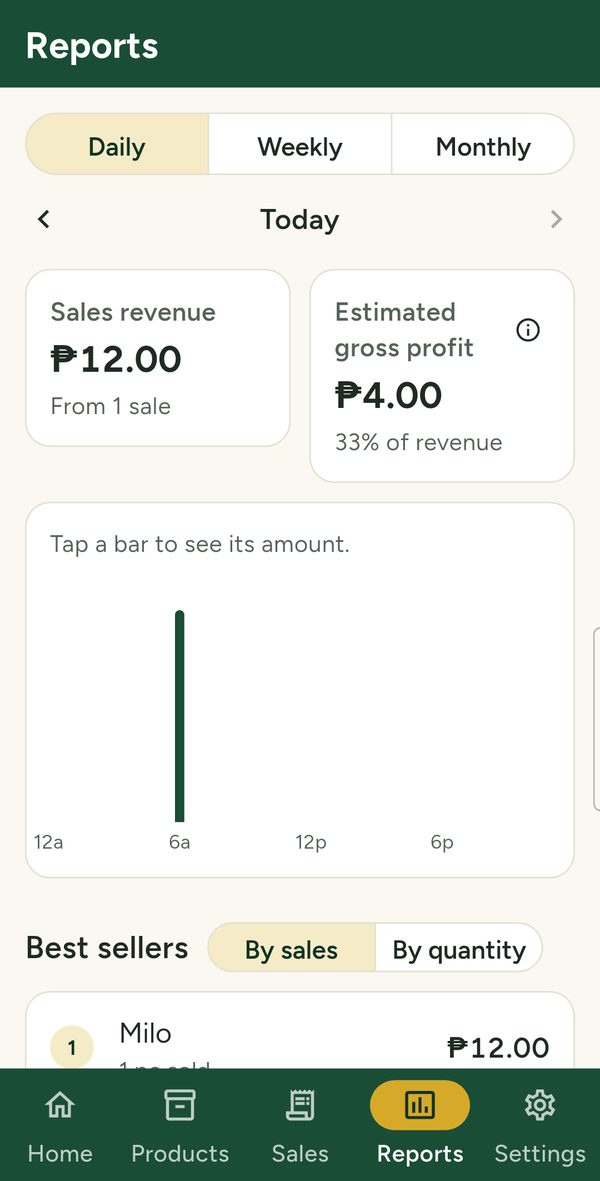 Reports
Daily Weekly Monthly
Today
Sales revenue
₱12.00
From 1 sale
Estimated
gross profit
₱4.00
33% of revenue
Tap a bar to see its amount.
12a 6a 12p 6p
Best sellers By sales By quantity
1 Milo ₱12.00
Home Products Sales Reports Settings